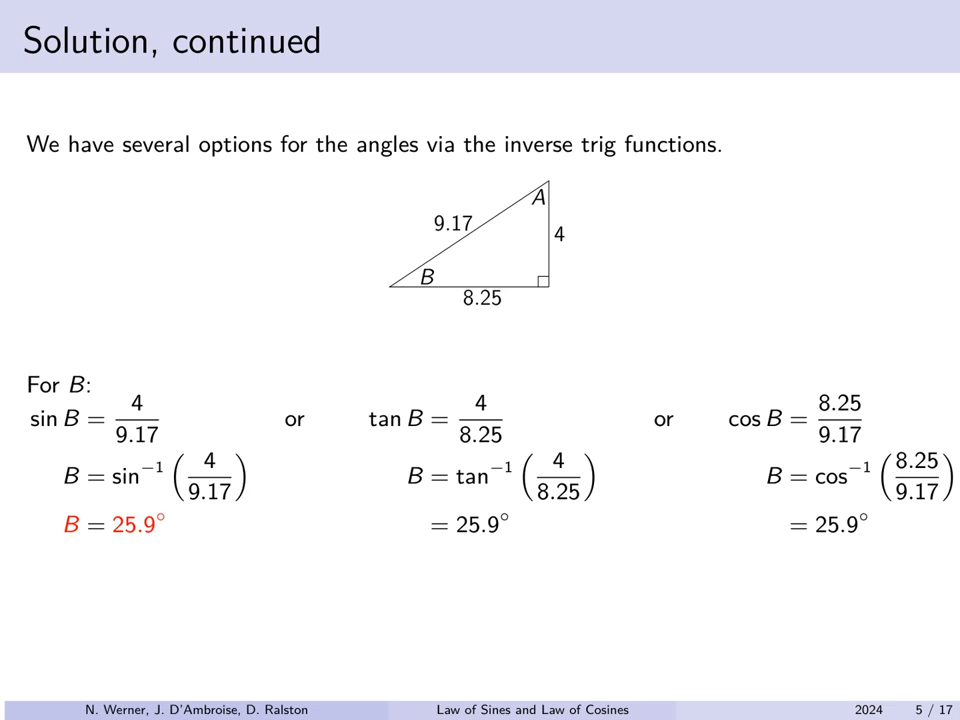 Solution, continued
We have several options for the angles via the inverse trig functions.
A
9.17
4
B
8.25
For B:
sin B = 4/9.17 or tan B = 4/8.25 or cos B = 8.25/9.17
B = sin⁻¹ (4/9.17) B = tan⁻¹ (4/8.25) B = cos⁻¹ (8.25/9.17)
B = 25.9° = 25.9° = 25.9°
N. Werner, J. D'Ambroise, D. Ralston Law of Sines and Law of Cosines 2024 5 / 17